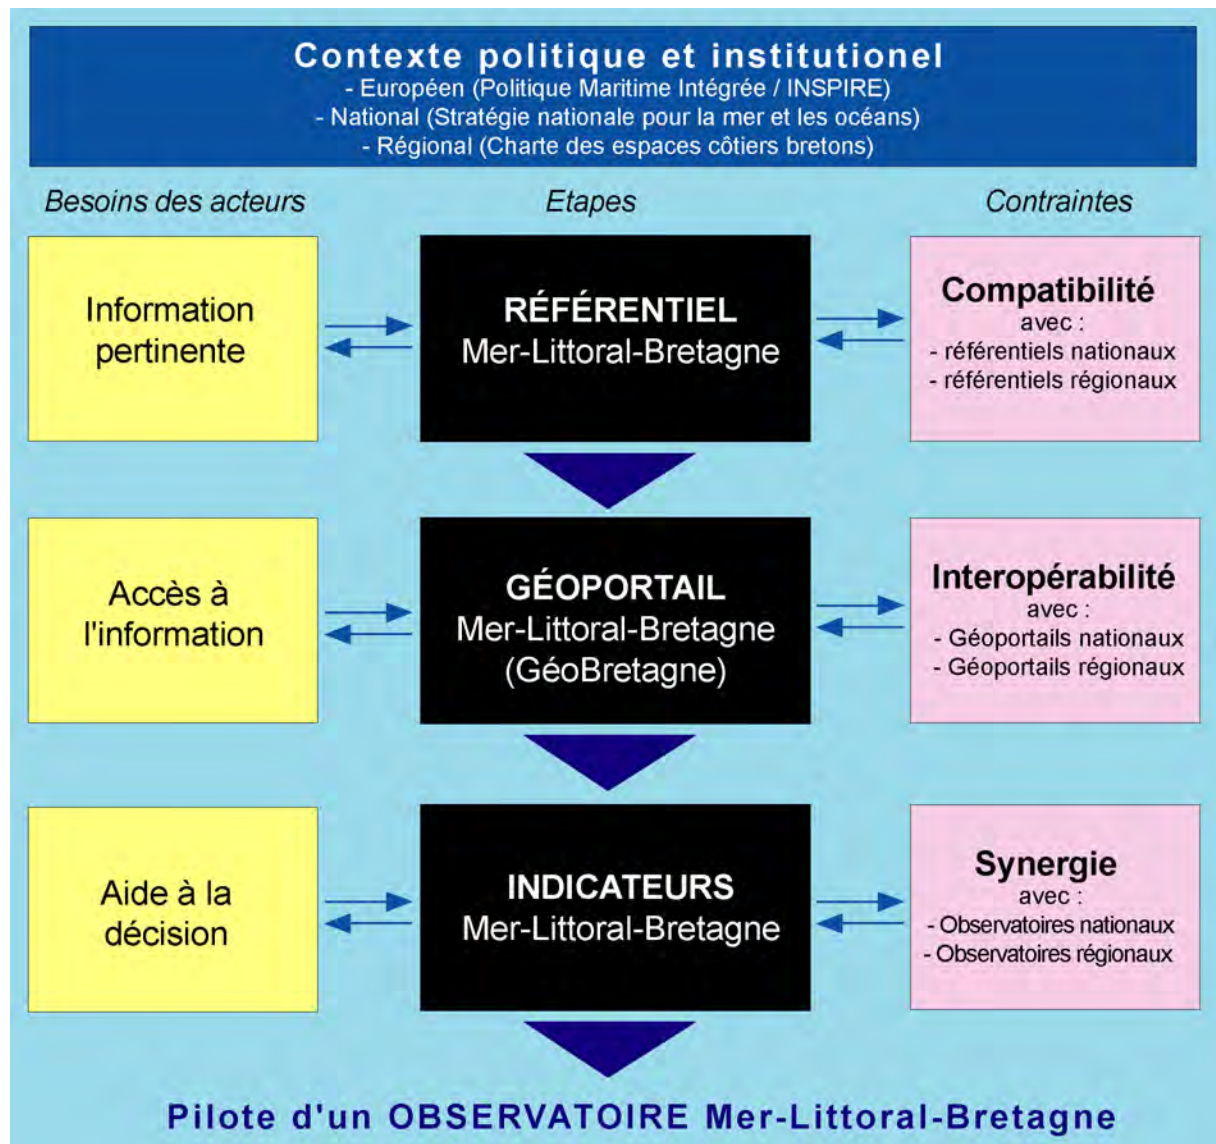 Contexte politique et institutionel
- Européen (Politique Maritime Intégrée / INSPIRE)
- National (Stratégie nationale pour la mer et les océans)
- Régional (Charte des espaces côtiers bretons)
Besoins des acteurs
Etapes
Contraintes
Information
pertinente
RÉFÉRENTIEL
Mer-Littoral-Bretagne
Compatibilité
avec :
- référentiels nationaux
- référentiels régionaux
Accès à
l'information
GÉOPORTAIL
Mer-Littoral-Bretagne
(GéoBretagne)
Interopérabilité
avec :
- Géoportails nationaux
- Géoportails régionaux
Aide à la
décision
INDICATEURS
Mer-Littoral-Bretagne
Synergie
avec :
- Observatoires nationaux
- Observatoires régionaux
Pilote d'un OBSERVATOIRE Mer-Littoral-Bretagne